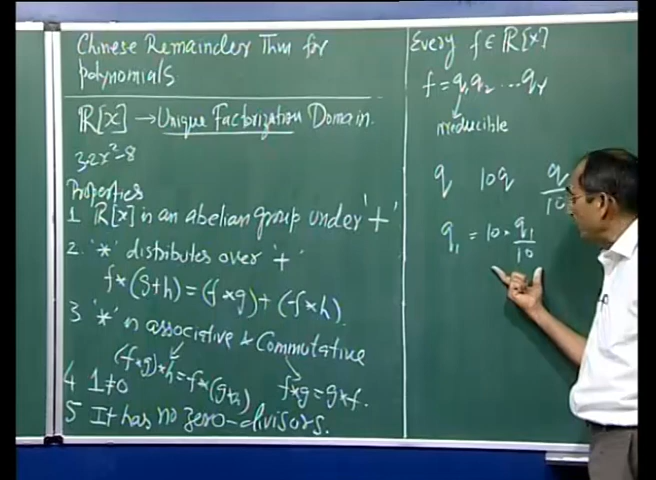 Chinese Remainder Thm for
polynomials
ℝ[x] → Unique Factorization Domain.
3,2x²-8
Properties
1 ℝ[x] is an abelian group under '+'
2. '*' distributes over '+'
f*(g+h)=(f*g)+(f*h).
3 '*' is associative & Commutative
(f*g)*h=f*(g*h)
f*g=g*f.
4 1≠0
5 It has no zero-divisors.
Every f∈ℝ[x]
f=q₁q₂ ... qᵣ
irreducible
q 10q q/10
q₁ = 10 * q₁/10